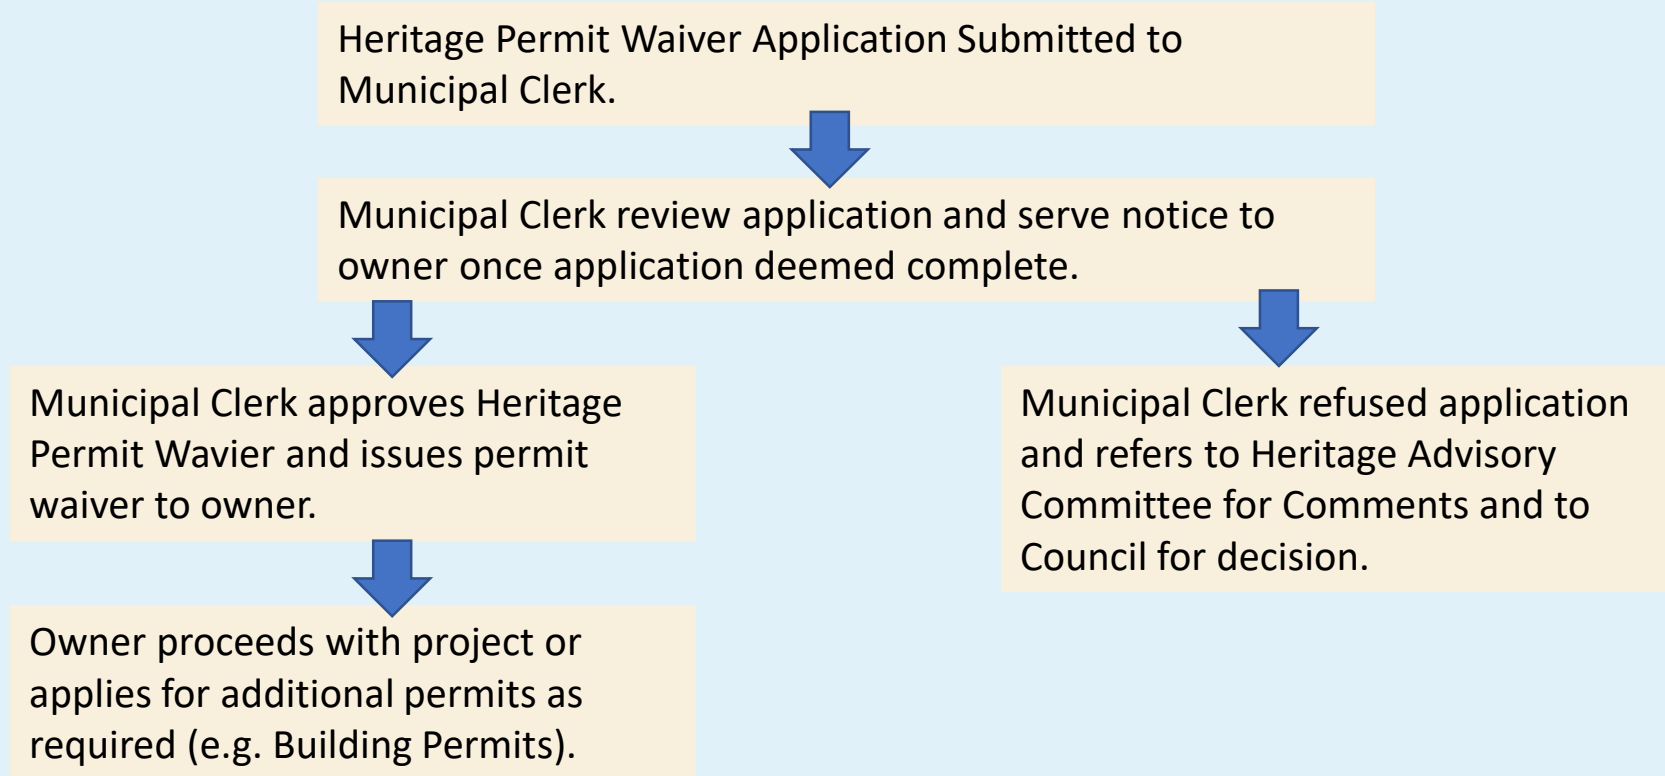 Heritage Permit Waiver Application Submitted to
Municipal Clerk.
Municipal Clerk review application and serve notice to
owner once application deemed complete.
Municipal Clerk approves Heritage
Permit Wavier and issues permit
waiver to owner.
Municipal Clerk refused application
and refers to Heritage Advisory
Committee for Comments and to
Council for decision.
Owner proceeds with project or
applies for additional permits as
required (e.g. Building Permits).